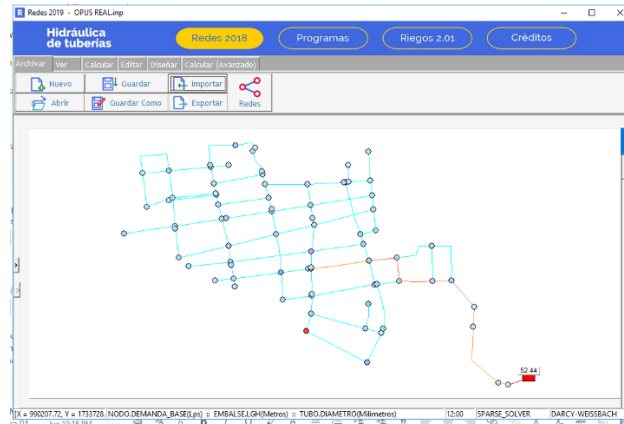 Redes 2019 - OPUS REAL.inp
Hidráulica de tuberías
Redes 2018
Programas
Riegos 2.01
Créditos
Archivar Ver Calcular Editar Diseñar Calcular (Avanzado)
Nuevo Guardar Importar
Abrir Guardar Como Exportar Redes
52.44
[X = 990207.72, Y = 1733728. NODO.DEMANDA_BASE(Lps) :: EMBALSE.LGH(Metros) :: TUBO.DIAMETRO(Milimetros) 12:00 SPARSE_SOLVER DARCY-WEISSBACH